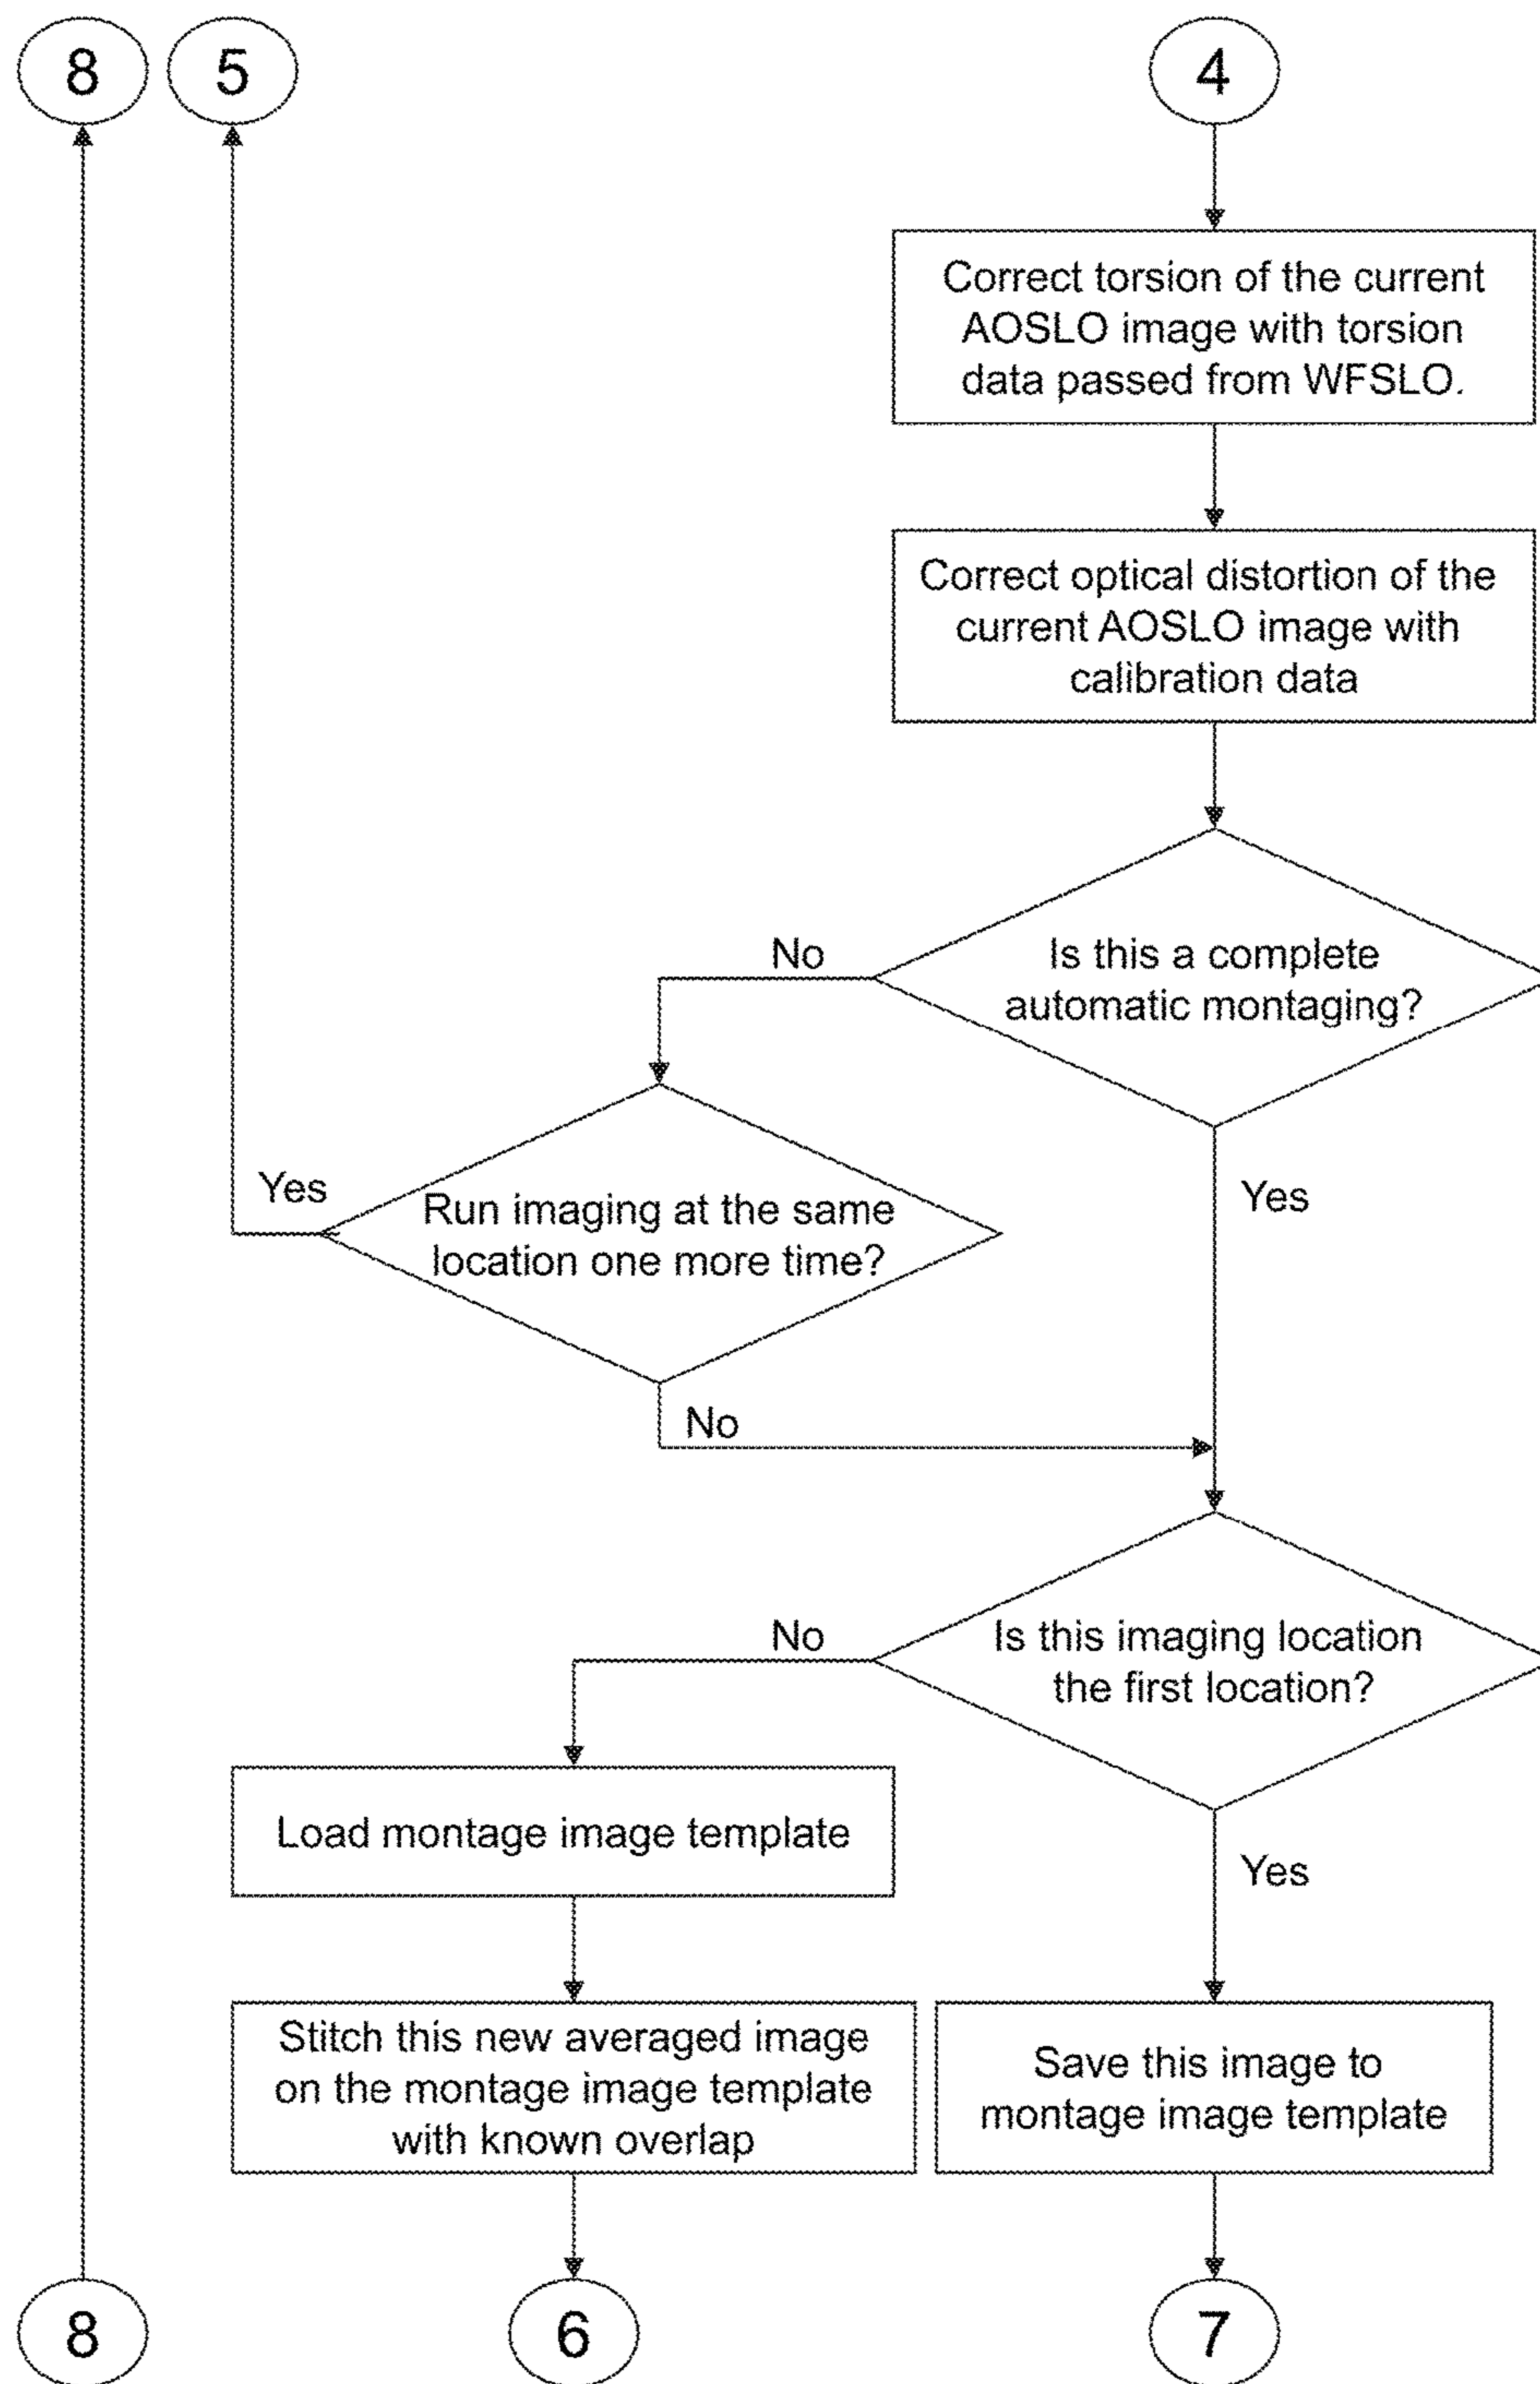 8
5
4
Correct torsion of the current
AOSLO image with torsion
data passed from WFSLO.
Correct optical distortion of the
current AOSLO image with
calibration data
No
Is this a complete
automatic montaging?
Yes
Run imaging at the same
location one more time?
Yes
No
No
Is this imaging location
the first location?
Load montage image template
Yes
Stitch this new averaged image
on the montage image template
with known overlap
Save this image to
montage image template
8
6
7